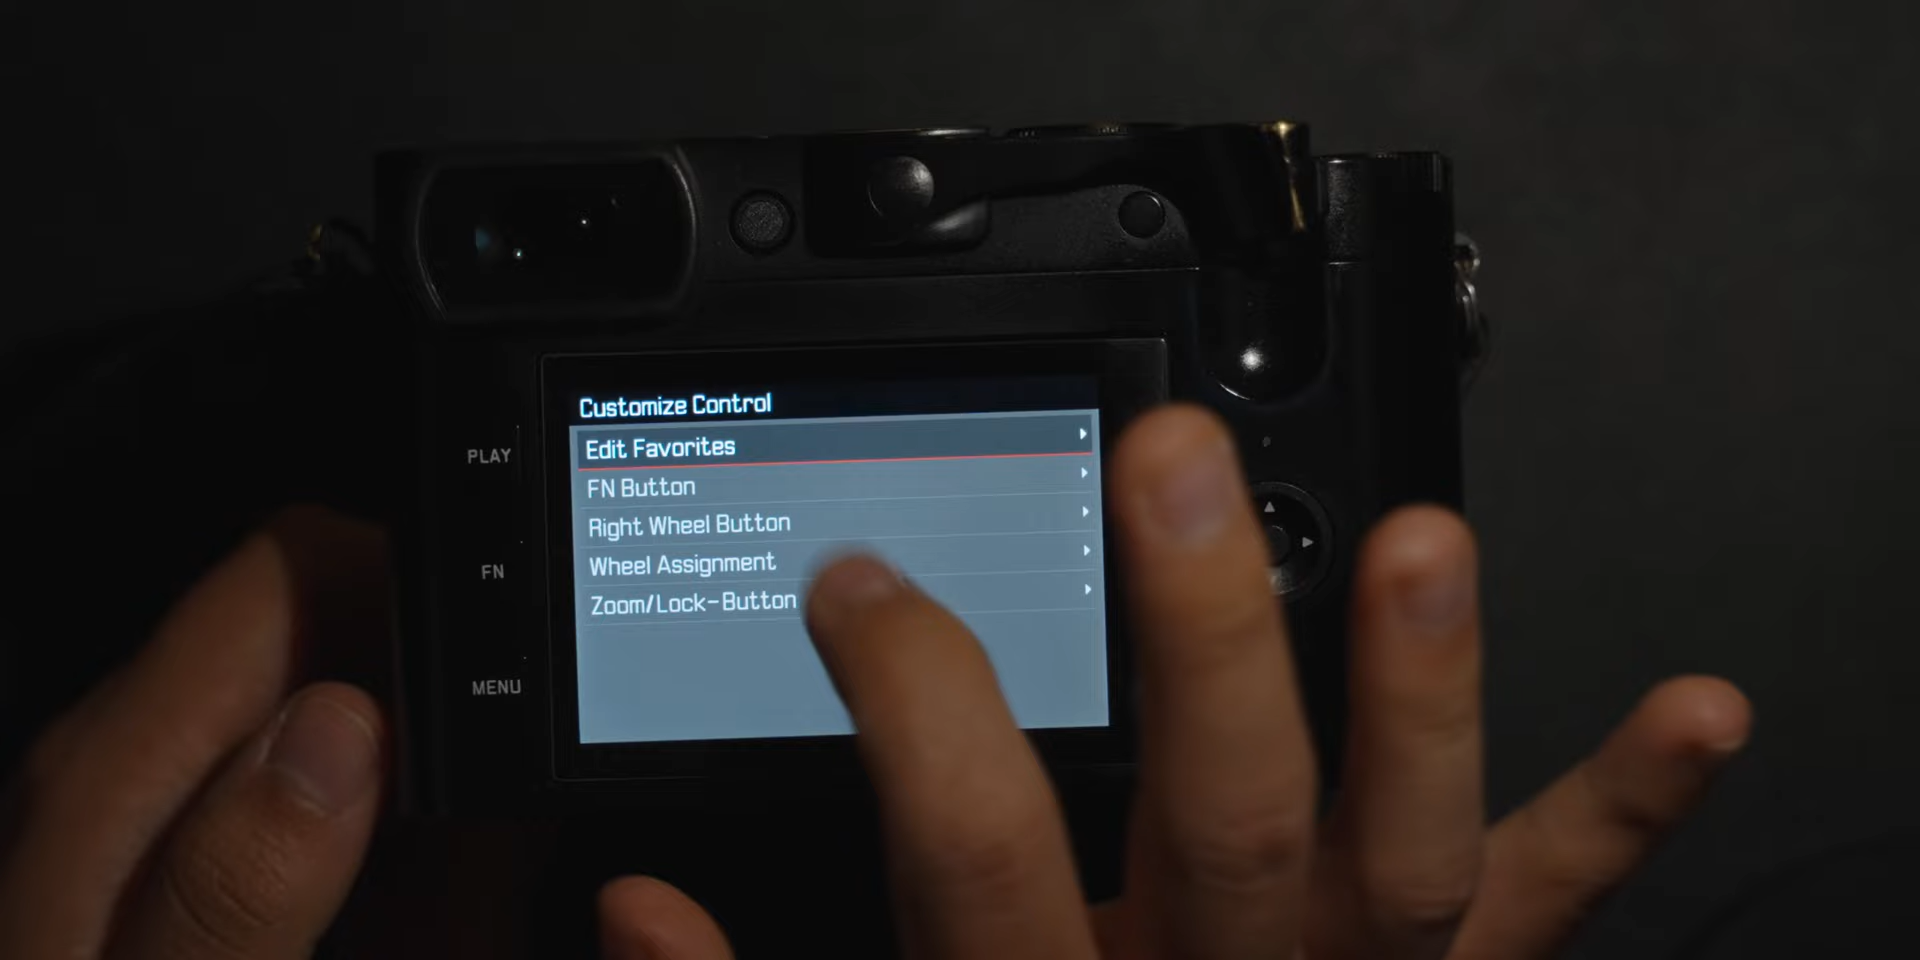 Customize Control
Edit Favorites
FN Button
Right Wheel Button
Wheel Assignment
Zoom/Lock-Button
PLAY
FN
MENU